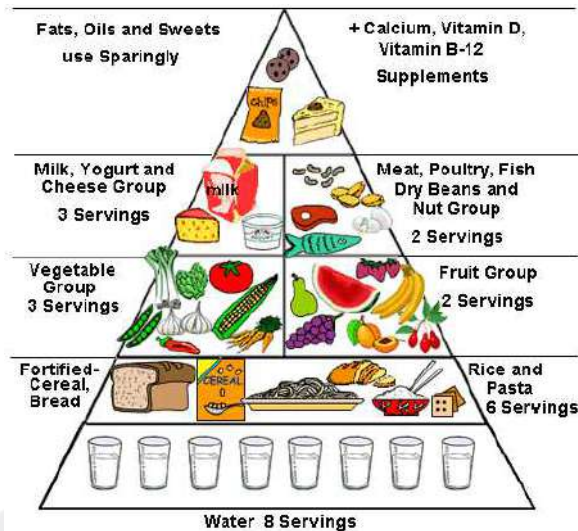 Fats, Oils and Sweets
use Sparingly
+ Calcium, Vitamin D,
Vitamin B-12
Supplements
chips
Milk, Yogurt and
Cheese Group
3 Servings
milk
Meat, Poultry, Fish
Dry Beans and
Nut Group
2 Servings
Vegetable
Group
3 Servings
Fruit Group
2 Servings
Fortified-
Cereal,
Bread
CEREAL
Rice and
Pasta
6 Servings
Water 8 Servings